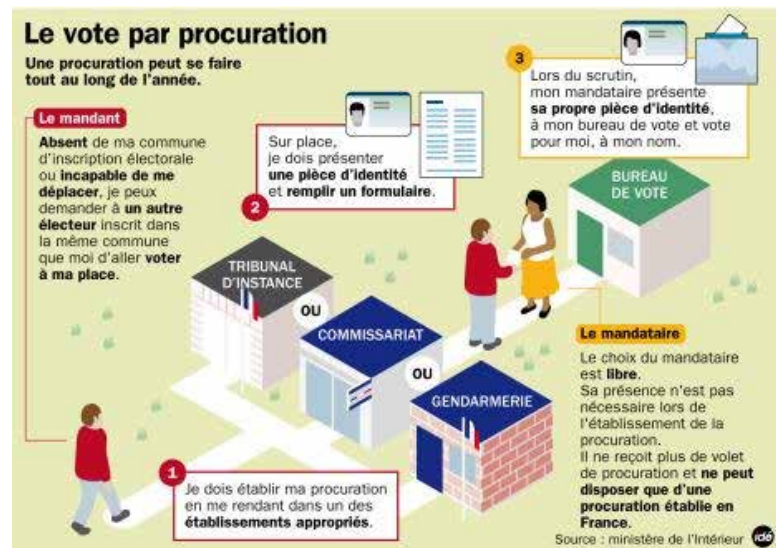 Le vote par procuration
Une procuration peut se faire
tout au long de l'année.
Le mandant
Absent de ma commune
d'inscription électorale
ou incapable de me
déplacer, je peux
demander à un autre
électeur inscrit dans
la même commune
que moi d'aller voter
à ma place.
1
Je dois établir ma procuration
en me rendant dans un des
établissements appropriés.
TRIBUNAL
D'INSTANCE
OU
COMMISSARIAT
OU
GENDARMERIE
2
Sur place,
je dois présenter
une pièce d'identité
et remplir un formulaire.
3
Lors du scrutin,
mon mandataire présente
sa propre pièce d'identité,
à mon bureau de vote et vote
pour moi, à mon nom.
BUREAU
DE VOTE
Le mandataire
Le choix du mandataire
est libre.
Sa présence n'est pas
nécessaire lors de
l'établissement de la
procuration.
Il ne reçoit plus de volet
de procuration et ne peut
disposer que d'une
procuration établie en
France.
Source : ministère de l'Intérieur
idé